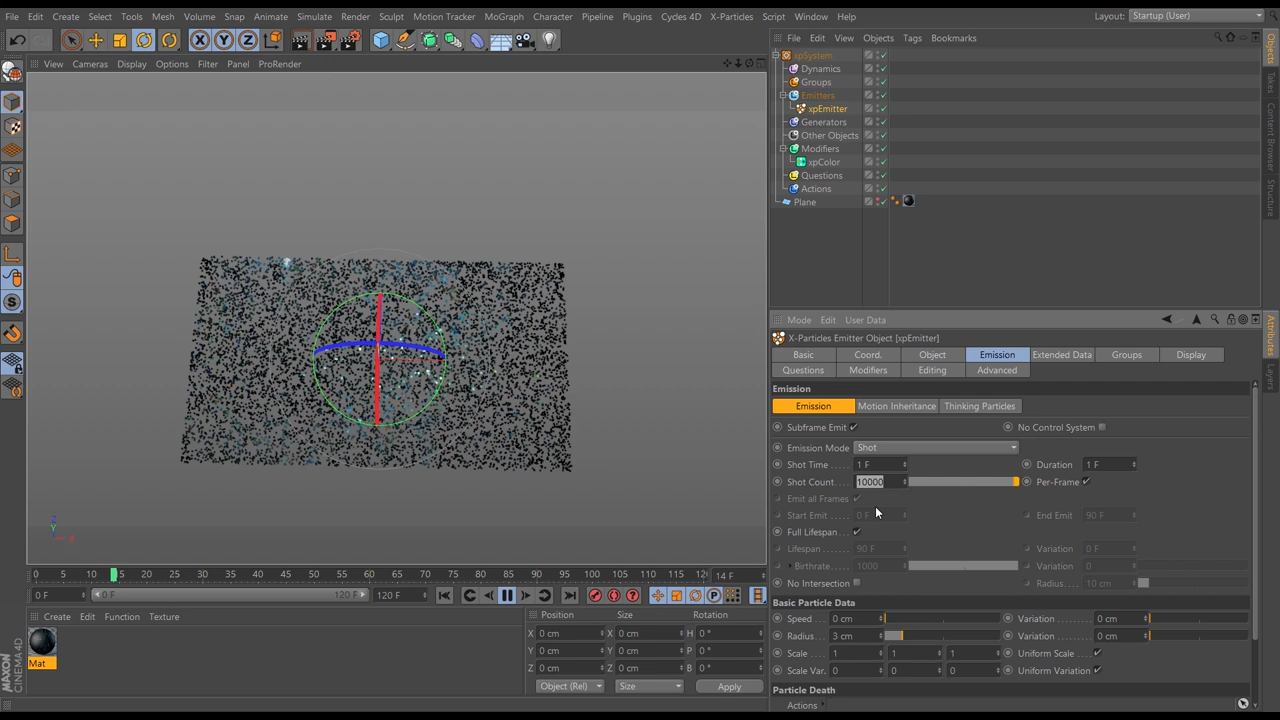 File Edit Create Select Tools Mesh Volume Snap Animate Simulate Render Sculpt Motion Tracker MoGraph Character Pipeline Plugins Cycles 4D X-Particles Script Window Help Layout: Startup (User)
View Cameras Display Options Filter Panel ProRender
File Edit View Objects Tags Bookmarks
xpSystem
Dynamics
Groups
Emitters
xpEmitter
Generators
Other Objects
Modifiers
xpColor
Questions
Actions
Plane
Objects
Takes
Content Browser
Structure
Mode Edit User Data
X-Particles Emitter Object [xpEmitter]
Basic Coord. Object Emission Extended Data Groups Display
Questions Modifiers Editing Advanced
Emission
Emission Motion Inheritance Thinking Particles
Subframe Emit No Control System
Emission Mode Shot
Shot Time 1 F Duration 1 F
Shot Count 10000 Per-Frame
Emit all Frames
Start Emit 0 F End Emit 90 F
Full Lifespan
Lifespan 90 F Variation 0 F
Birthrate 1000 Variation 0
No Intersection Radius 10 cm
Basic Particle Data
Speed 0 cm Variation 0 cm
Radius 3 cm Variation 0 cm
Scale 1 1 1 Uniform Scale
Scale Var. 0 0 0 Uniform Variation
Particle Death
Actions
Attributes
Layers
Y
X
0 5 10 15 20 25 30 35 40 45 50 55 60 65 70 75 80 85 90 95 100 105 110 115 120 14 F
0 F 0 F 120 F 120 F
Create Edit Function Texture
Mat
Position Size Rotation
X 0 cm X 0 cm H 0 °
Y 0 cm Y 0 cm P 0 °
Z 0 cm Z 0 cm B 0 °
Object (Rel) Size Apply
MAXON
CINEMA4D